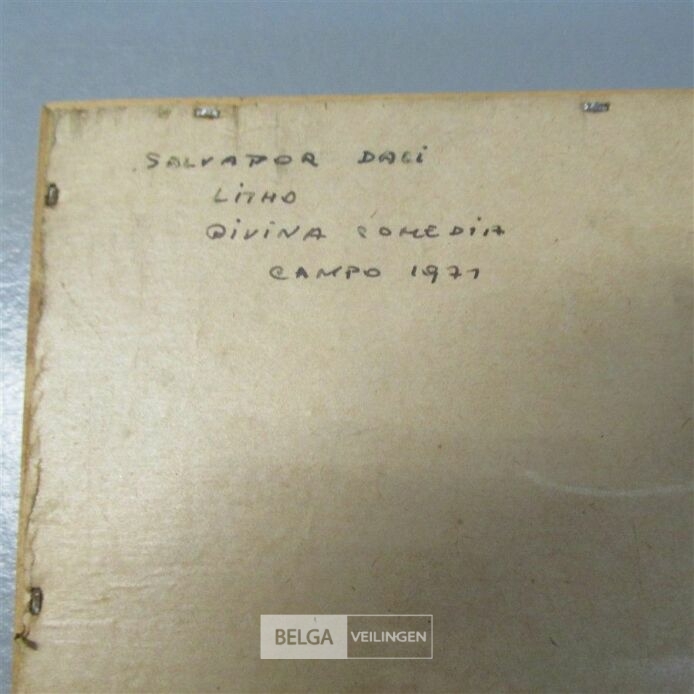 SALVADOR DALi
LiTHO
DiViNA COMEDiA
CAMPO 1971
BELGA VEILINGEN